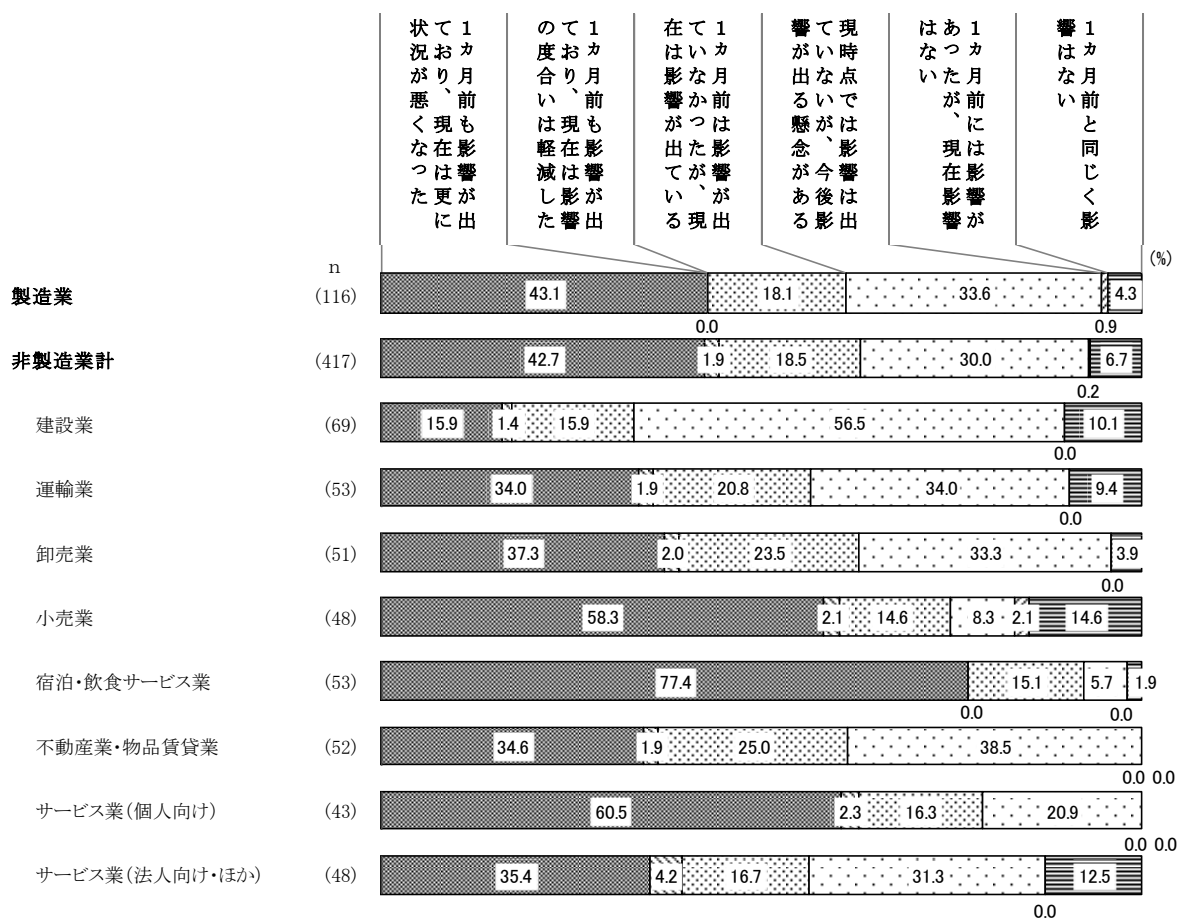 1カ月前も影響が出
ており、現在は更に
状況が悪くなった
1カ月前も影響が出
ており、現在は影響
の度合いは軽減した
1カ月前は影響が出
ていなかったが、現
在は影響が出ている
現時点では影響は出
ていないが、今後影
響が出る懸念がある
1カ月前には影響が
あったが、現在影響
はない
1カ月前と同じく影
響はない
n
(%)
製造業 (116) 43.1 18.1 33.6 4.3
0.0 0.9
非製造業計 (417) 42.7 1.9 18.5 30.0 6.7
0.2
建設業 (69) 15.9 1.4 15.9 56.5 10.1
0.0
運輸業 (53) 34.0 1.9 20.8 34.0 9.4
0.0
卸売業 (51) 37.3 2.0 23.5 33.3 3.9
0.0
小売業 (48) 58.3 2.1 14.6 8.3 2.1 14.6
宿泊・飲食サービス業 (53) 77.4 15.1 5.7 1.9
0.0 0.0
不動産業・物品賃貸業 (52) 34.6 1.9 25.0 38.5
0.0 0.0
サービス業(個人向け) (43) 60.5 2.3 16.3 20.9
0.0 0.0
サービス業(法人向け・ほか) (48) 35.4 4.2 16.7 31.3 12.5
0.0